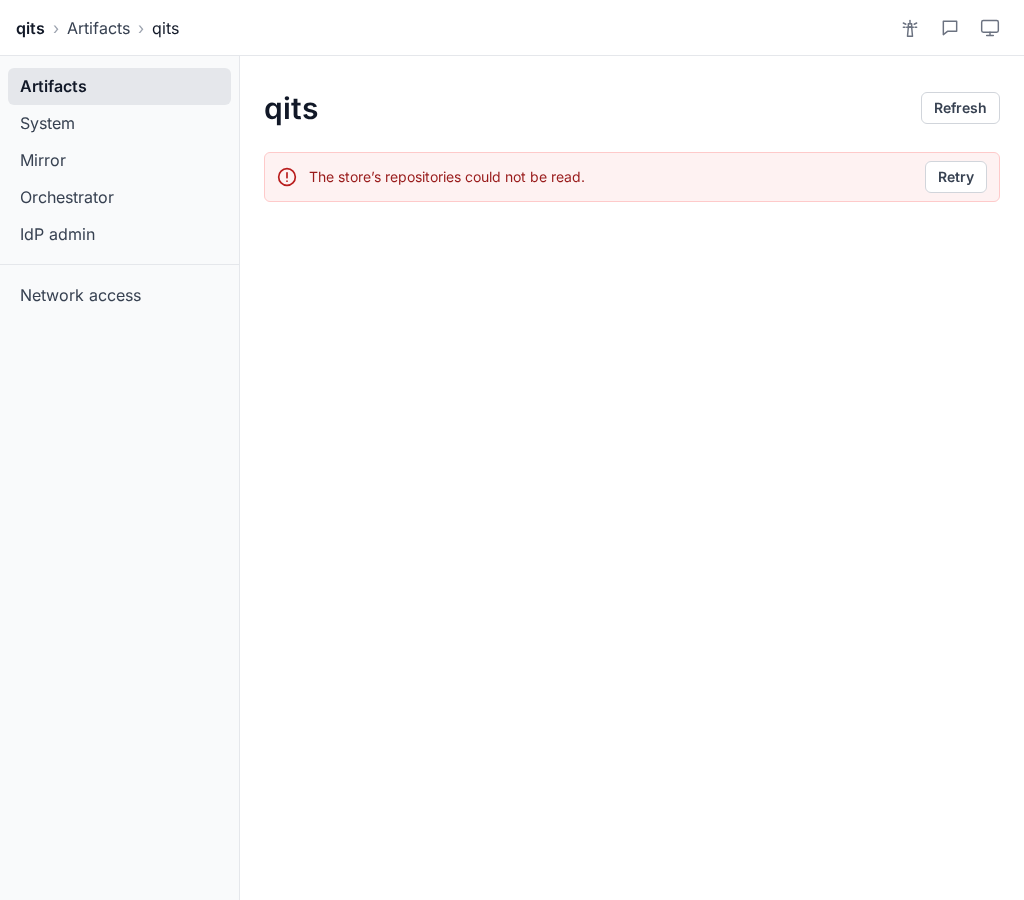 qits › Artifacts › qits
Artifacts
System
Mirror
Orchestrator
IdP admin
Network access
qits
Refresh
The store’s repositories could not be read.
Retry